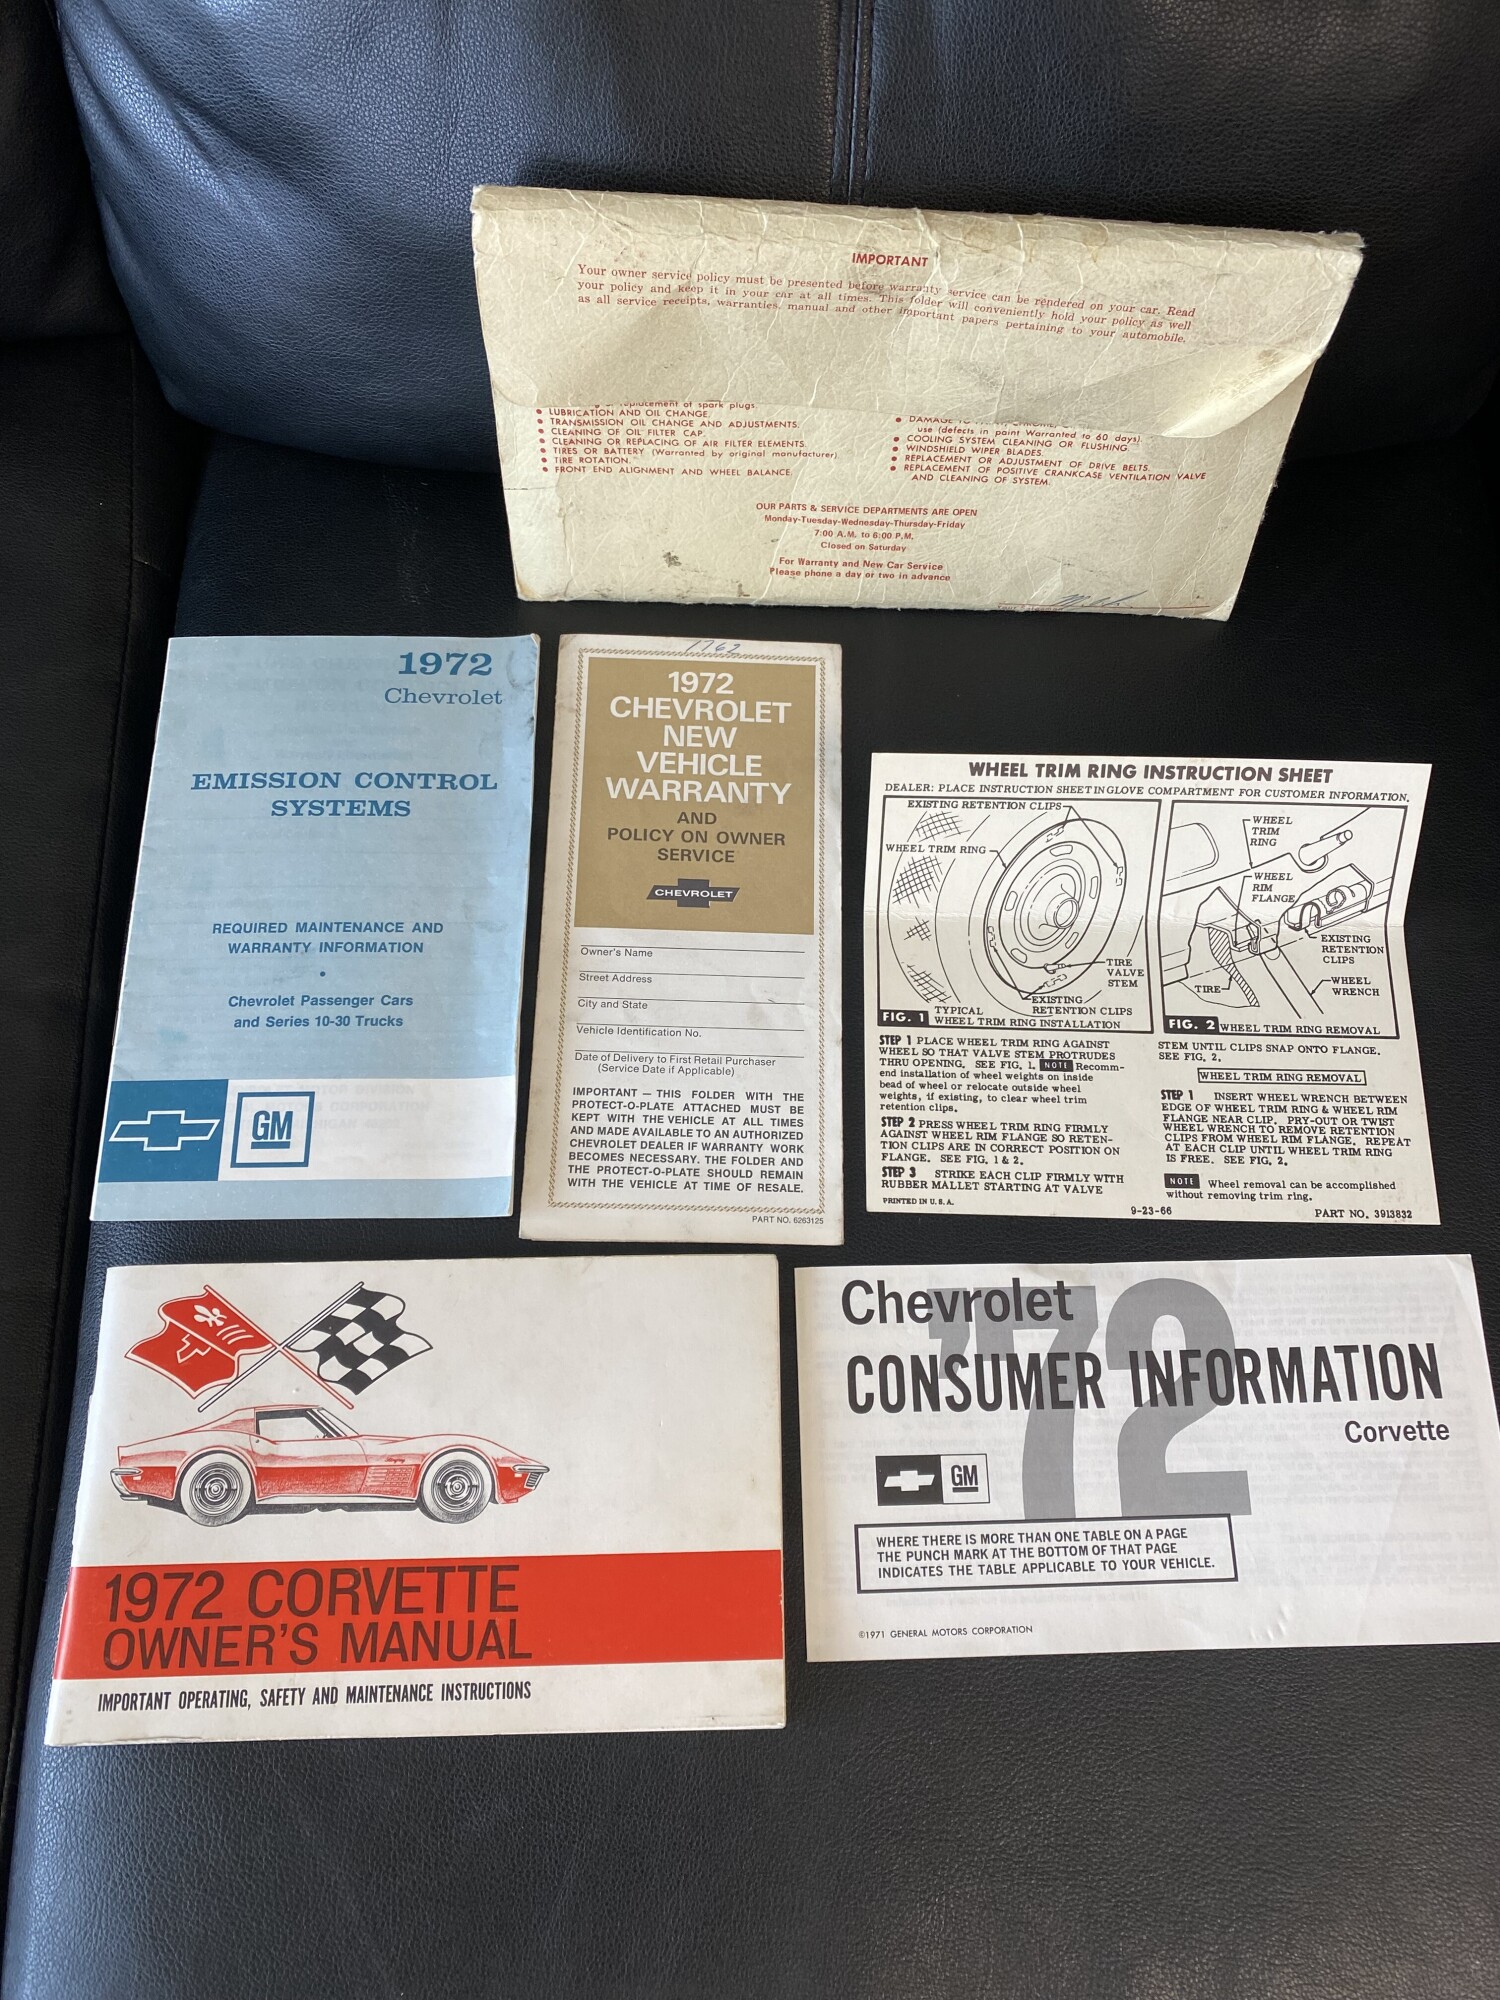 IMPORTANT
Your owner service policy must be presented before warranty service can be rendered on your car. Read
your policy and keep it in your car at all times. This folder will conveniently hold your policy as well
as all service receipts, warranties, manual and other important papers pertaining to your automobile.
replacement of spark plugs.
● LUBRICATION AND OIL CHANGE.
● TRANSMISSION OIL CHANGE AND ADJUSTMENTS.
● CLEANING OF OIL FILTER CAP.
● CLEANING OR REPLACING OF AIR FILTER ELEMENTS.
● TIRES OR BATTERY (Warranted by original manufacturer)
● TIRE ROTATION.
● FRONT END ALIGNMENT AND WHEEL BALANCE.
● DAMAGE TO
use (defects in paint Warranted to 60 days).
● COOLING SYSTEM CLEANING OR FLUSHING.
● WINDSHIELD WIPER BLADES.
● REPLACEMENT OR ADJUSTMENT OF DRIVE BELTS.
● REPLACEMENT OF POSITIVE CRANKCASE VENTILATION VALVE
AND CLEANING OF SYSTEM.
OUR PARTS & SERVICE DEPARTMENTS ARE OPEN
Monday-Tuesday-Wednesday-Thursday-Friday
7:00 A.M. to 6:00 P.M.
Closed on Saturday
For Warranty and New Car Service
Please phone a day or two in advance
1972
Chevrolet
EMISSION CONTROL
SYSTEMS
REQUIRED MAINTENANCE AND
WARRANTY INFORMATION
•
Chevrolet Passenger Cars
and Series 10-30 Trucks
GM
1762
1972
CHEVROLET
NEW
VEHICLE
WARRANTY
AND
POLICY ON OWNER
SERVICE
CHEVROLET
Owner's Name
Street Address
City and State
Vehicle Identification No.
Date of Delivery to First Retail Purchaser
(Service Date if Applicable)
IMPORTANT — THIS FOLDER WITH THE
PROTECT-O-PLATE ATTACHED MUST BE
KEPT WITH THE VEHICLE AT ALL TIMES
AND MADE AVAILABLE TO AN AUTHORIZED
CHEVROLET DEALER IF WARRANTY WORK
BECOMES NECESSARY. THE FOLDER AND
THE PROTECT-O-PLATE SHOULD REMAIN
WITH THE VEHICLE AT TIME OF RESALE.
PART NO. 6263125
WHEEL TRIM RING INSTRUCTION SHEET
DEALER: PLACE INSTRUCTION SHEET IN GLOVE COMPARTMENT FOR CUSTOMER INFORMATION.
EXISTING RETENTION CLIPS
WHEEL TRIM RING
TIRE
VALVE
STEM
EXISTING
RETENTION CLIPS
FIG. 1 TYPICAL
WHEEL TRIM RING INSTALLATION
WHEEL
TRIM
RING
WHEEL
RIM
FLANGE
EXISTING
RETENTION
CLIPS
TIRE
WHEEL
WRENCH
FIG. 2 WHEEL TRIM RING REMOVAL
STEP 1 PLACE WHEEL TRIM RING AGAINST
WHEEL SO THAT VALVE STEM PROTRUDES
THRU OPENING. SEE FIG. 1. NOTE Recomm-
end installation of wheel weights on inside
bead of wheel or relocate outside wheel
weights, if existing, to clear wheel trim
retention clips.
STEP 2 PRESS WHEEL TRIM RING FIRMLY
AGAINST WHEEL RIM FLANGE SO RETEN-
TION CLIPS ARE IN CORRECT POSITION ON
FLANGE. SEE FIG. 1 & 2.
STEP 3 STRIKE EACH CLIP FIRMLY WITH
RUBBER MALLET STARTING AT VALVE
STEM UNTIL CLIPS SNAP ONTO FLANGE.
SEE FIG. 2.
WHEEL TRIM RING REMOVAL
STEP 1 INSERT WHEEL WRENCH BETWEEN
EDGE OF WHEEL TRIM RING & WHEEL RIM
FLANGE NEAR CLIP. PRY-OUT OR TWIST
WHEEL WRENCH TO REMOVE RETENTION
CLIPS FROM WHEEL RIM FLANGE. REPEAT
AT EACH CLIP UNTIL WHEEL TRIM RING
IS FREE. SEE FIG. 2.
NOTE Wheel removal can be accomplished
without removing trim ring.
PRINTED IN U.S.A.
9-23-66
PART NO. 3913832
1972 CORVETTE
OWNER'S MANUAL
IMPORTANT OPERATING, SAFETY AND MAINTENANCE INSTRUCTIONS
'72
Chevrolet
CONSUMER INFORMATION
Corvette
GM
WHERE THERE IS MORE THAN ONE TABLE ON A PAGE
THE PUNCH MARK AT THE BOTTOM OF THAT PAGE
INDICATES THE TABLE APPLICABLE TO YOUR VEHICLE.
©1971 GENERAL MOTORS CORPORATION